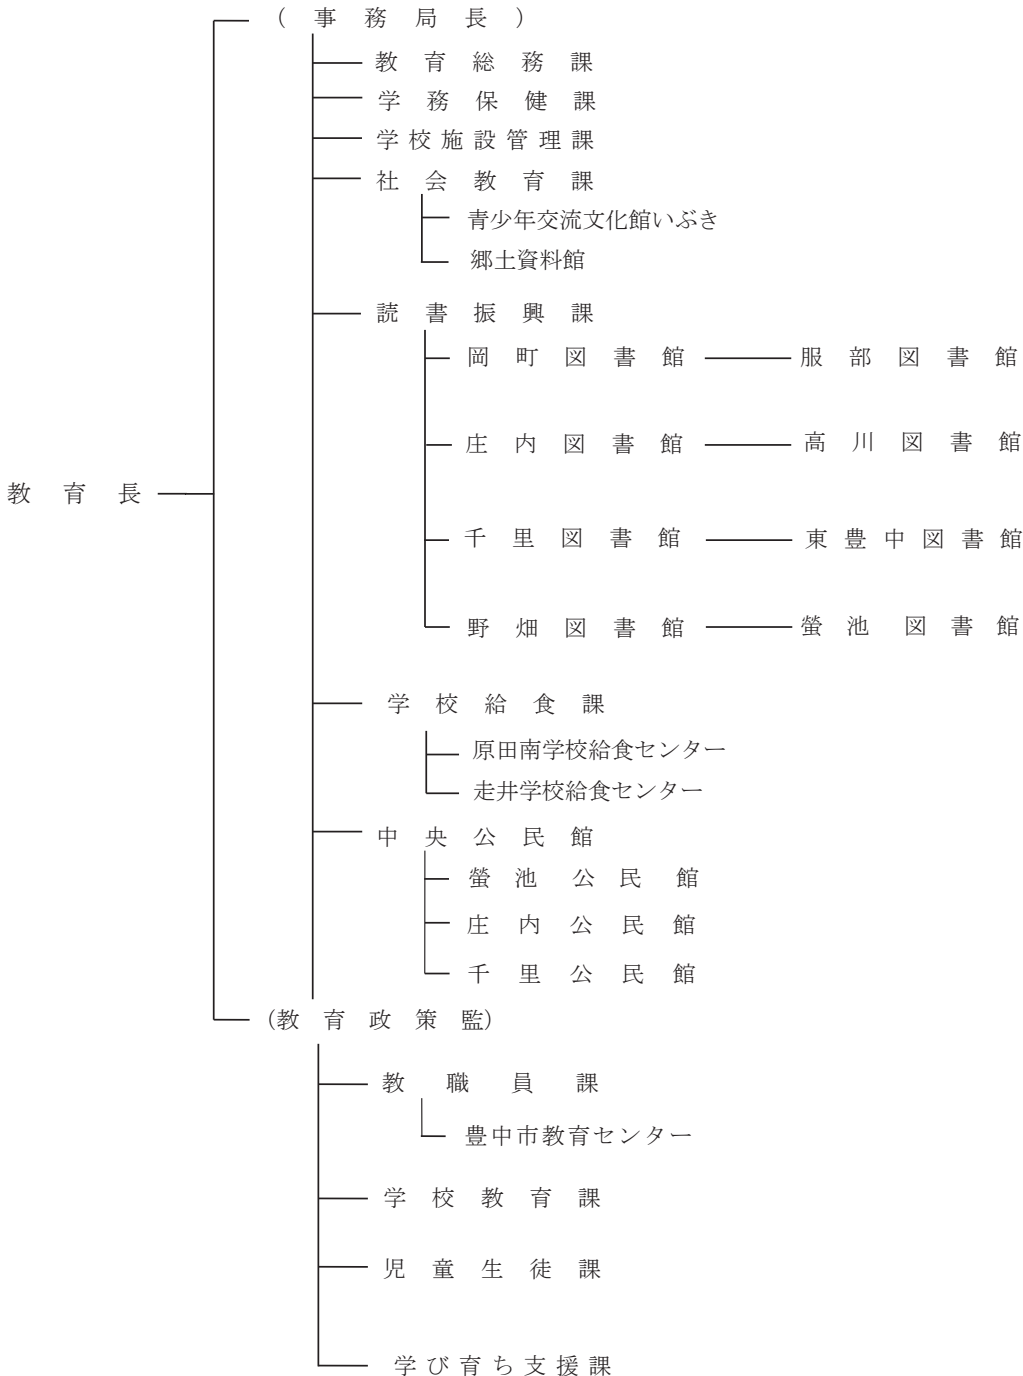 (事務局長)
教育総務課
学務保健課
学校施設管理課
社会教育課
青少年交流文化館いぶき
郷土資料館
読書振興課
岡町図書館 服部図書館
庄内図書館 高川図書館
教育長
千里図書館 東豊中図書館
野畑図書館 螢池図書館
学校給食課
原田南学校給食センター
走井学校給食センター
中央公民館
螢池公民館
庄内公民館
千里公民館
(教育政策監)
教職員課
豊中市教育センター
学校教育課
児童生徒課
学び育ち支援課